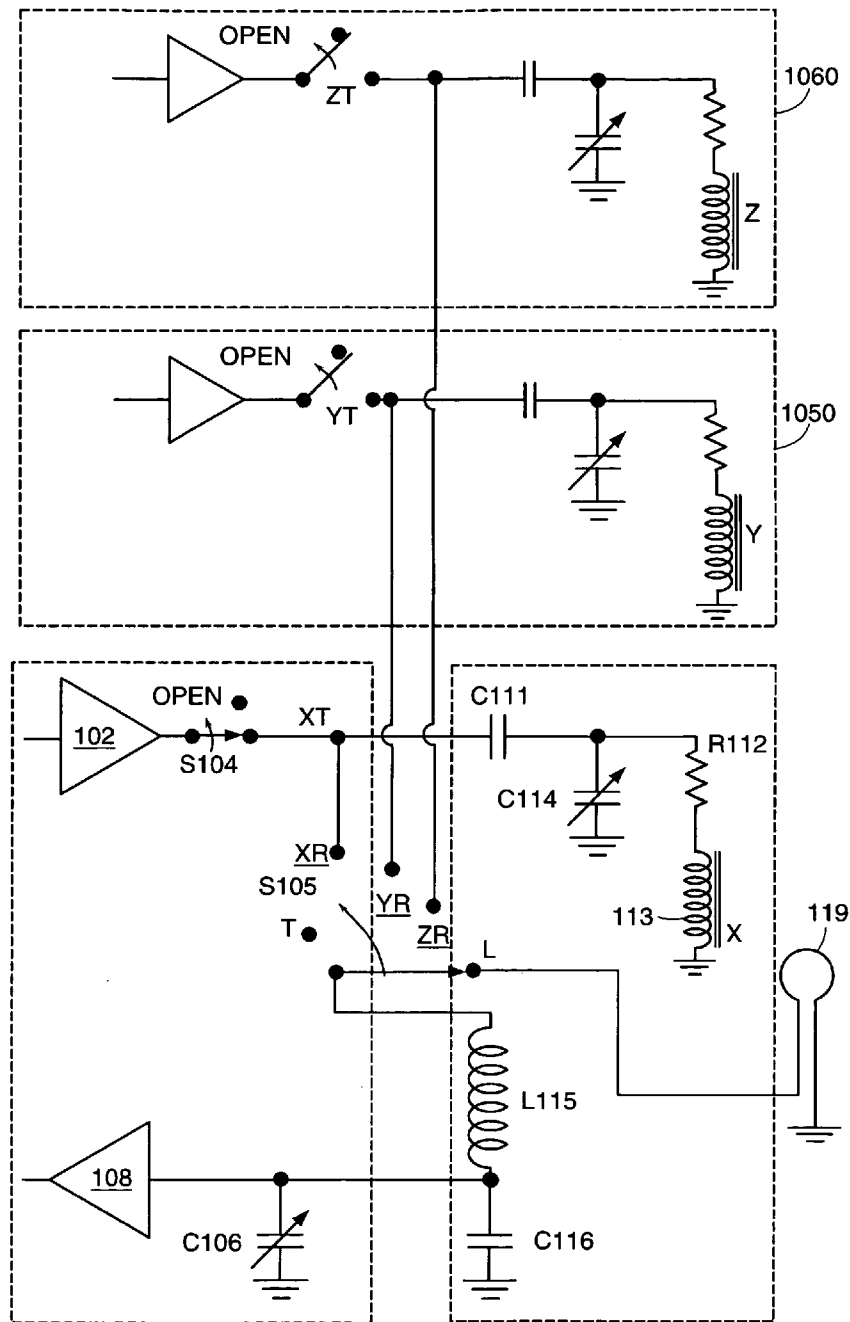 OPEN
ZT
1060
Z
OPEN
YT
1050
Y
OPEN
102
S104
XT
C111
C114
R112
XR
S105
YR
ZR
T
L
113
X
119
L115
108
C106
C116